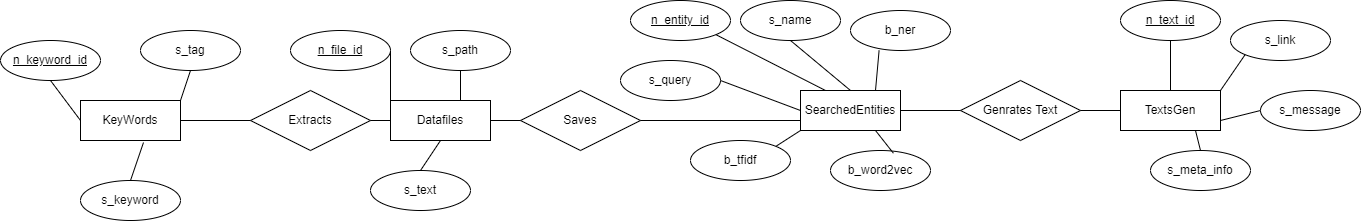 n_keyword_id
s_tag
KeyWords
s_keyword
Extracts
n_file_id
s_path
Datafiles
s_text
Saves
n_entity_id
s_name
b_ner
s_query
SearchedEntities
b_tfidf
b_word2vec
Genrates Text
n_text_id
s_link
TextsGen
s_message
s_meta_info